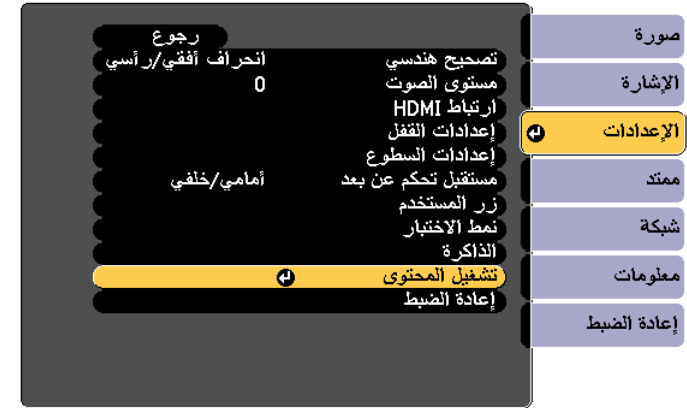 صورة
الإشارة
الإعدادات
ممتد
شبكة
معلومات
إعادة الضبط
رجوع
تصحيح هندسي انحراف أفقي/رأسي
مستوى الصوت 0
ارتباط HDMI
إعدادات القفل
إعدادات السطوع
مستقبل تحكم عن بعد أمامي/خلفي
زر المستخدم
نمط الاختبار
الذاكرة
تشغيل المحتوى
إعادة الضبط